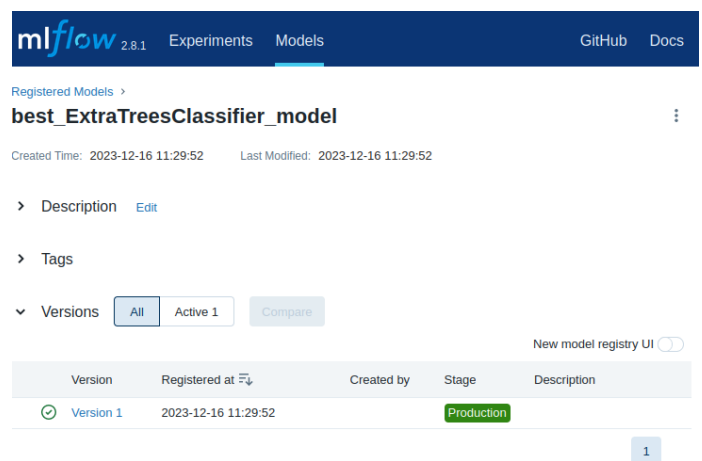 mlflow 2.8.1 Experiments Models GitHub Docs
Registered Models
best_ExtraTreesClassifier_model
Created Time: 2023-12-16 11:29:52 Last Modified: 2023-12-16 11:29:52
Description Edit
Tags
Versions All Active 1 Compare
New model registry UI
Version Registered at Created by Stage Description
Version 1 2023-12-16 11:29:52 Production
1